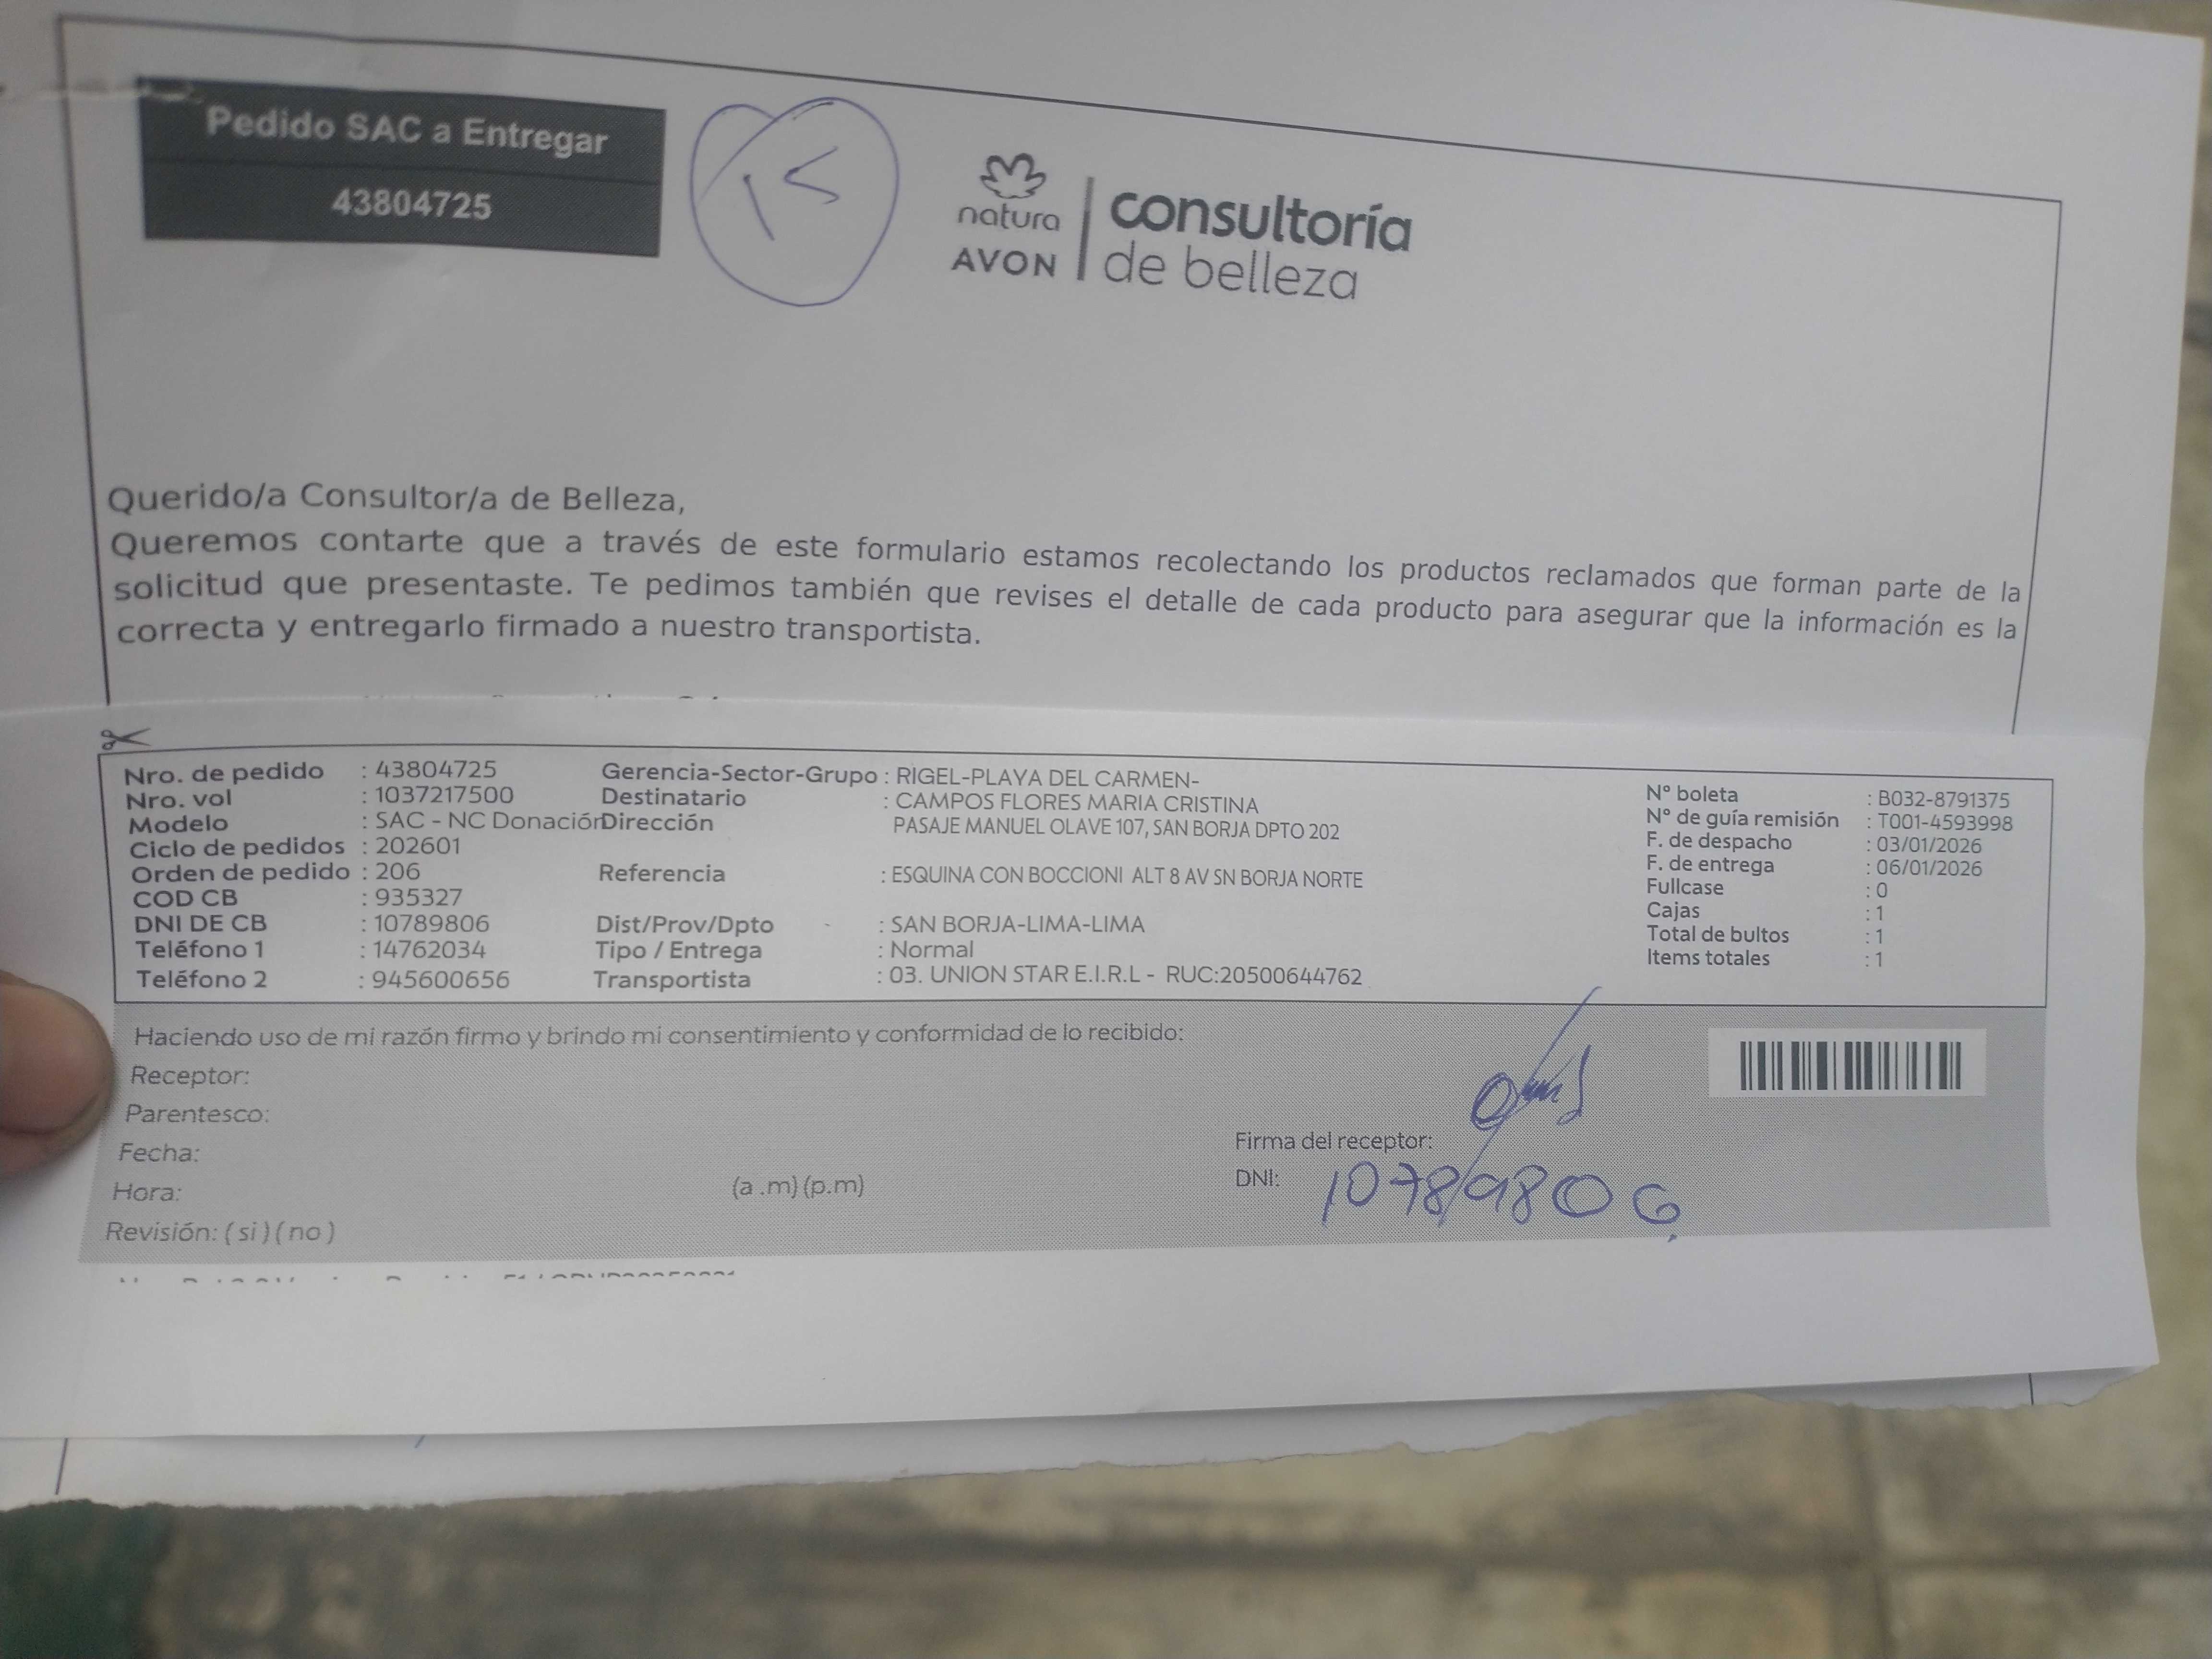 Pedido SAC a Entregar
43804725
15
natura
AVON
consultoría
de belleza
Querido/a Consultor/a de Belleza,
Queremos contarte que a través de este formulario estamos recolectando los productos reclamados que forman parte de la
solicitud que presentaste. Te pedimos también que revises el detalle de cada producto para asegurar que la información es la
correcta y entregarlo firmado a nuestro transportista.
Nro. de pedido : 43804725
Nro. vol : 1037217500
Modelo : SAC - NC Donación
Ciclo de pedidos : 202601
Orden de pedido : 206
COD CB : 935327
DNI DE CB : 10789806
Teléfono 1 : 14762034
Teléfono 2 : 945600656
Gerencia-Sector-Grupo : RIGEL-PLAYA DEL CARMEN-
Destinatario : CAMPOS FLORES MARIA CRISTINA
Dirección PASAJE MANUEL OLAVE 107, SAN BORJA DPTO 202
Referencia : ESQUINA CON BOCCIONI ALT 8 AV SN BORJA NORTE
Dist/Prov/Dpto : SAN BORJA-LIMA-LIMA
Tipo / Entrega : Normal
Transportista : 03. UNION STAR E.I.R.L - RUC:20500644762
N° boleta : B032-8791375
N° de guía remisión : T001-4593998
F. de despacho : 03/01/2026
F. de entrega : 06/01/2026
Fullcase : 0
Cajas : 1
Total de bultos : 1
Items totales : 1
Haciendo uso de mi razón firmo y brindo mi consentimiento y conformidad de lo recibido:
Receptor:
Parentesco:
Fecha:
Hora: (a .m) (p.m)
Revisión: ( si ) ( no )
Firma del receptor:
DNI: 10789806